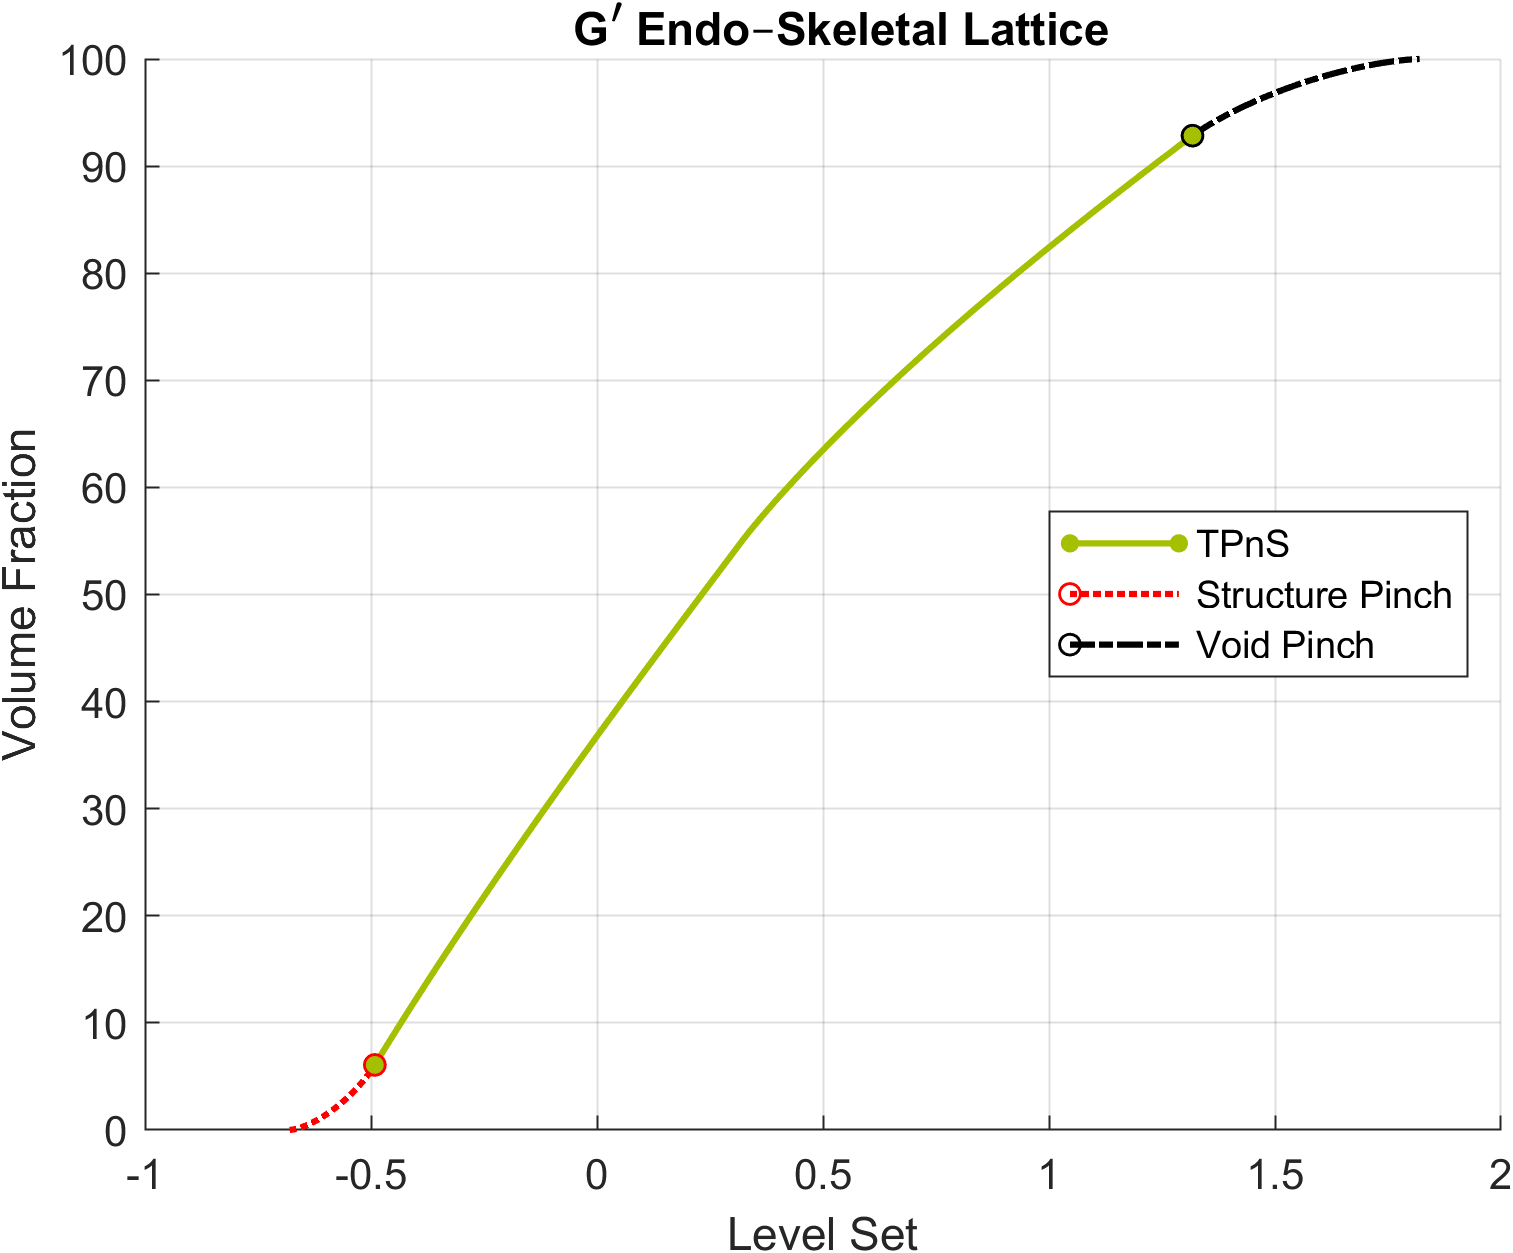 G′ Endo−Skeletal Lattice
Volume Fraction
100
90
80
70
60
50
40
30
20
10
0
TPnS
Structure Pinch
Void Pinch
-1 -0.5 0 0.5 1 1.5 2
Level Set